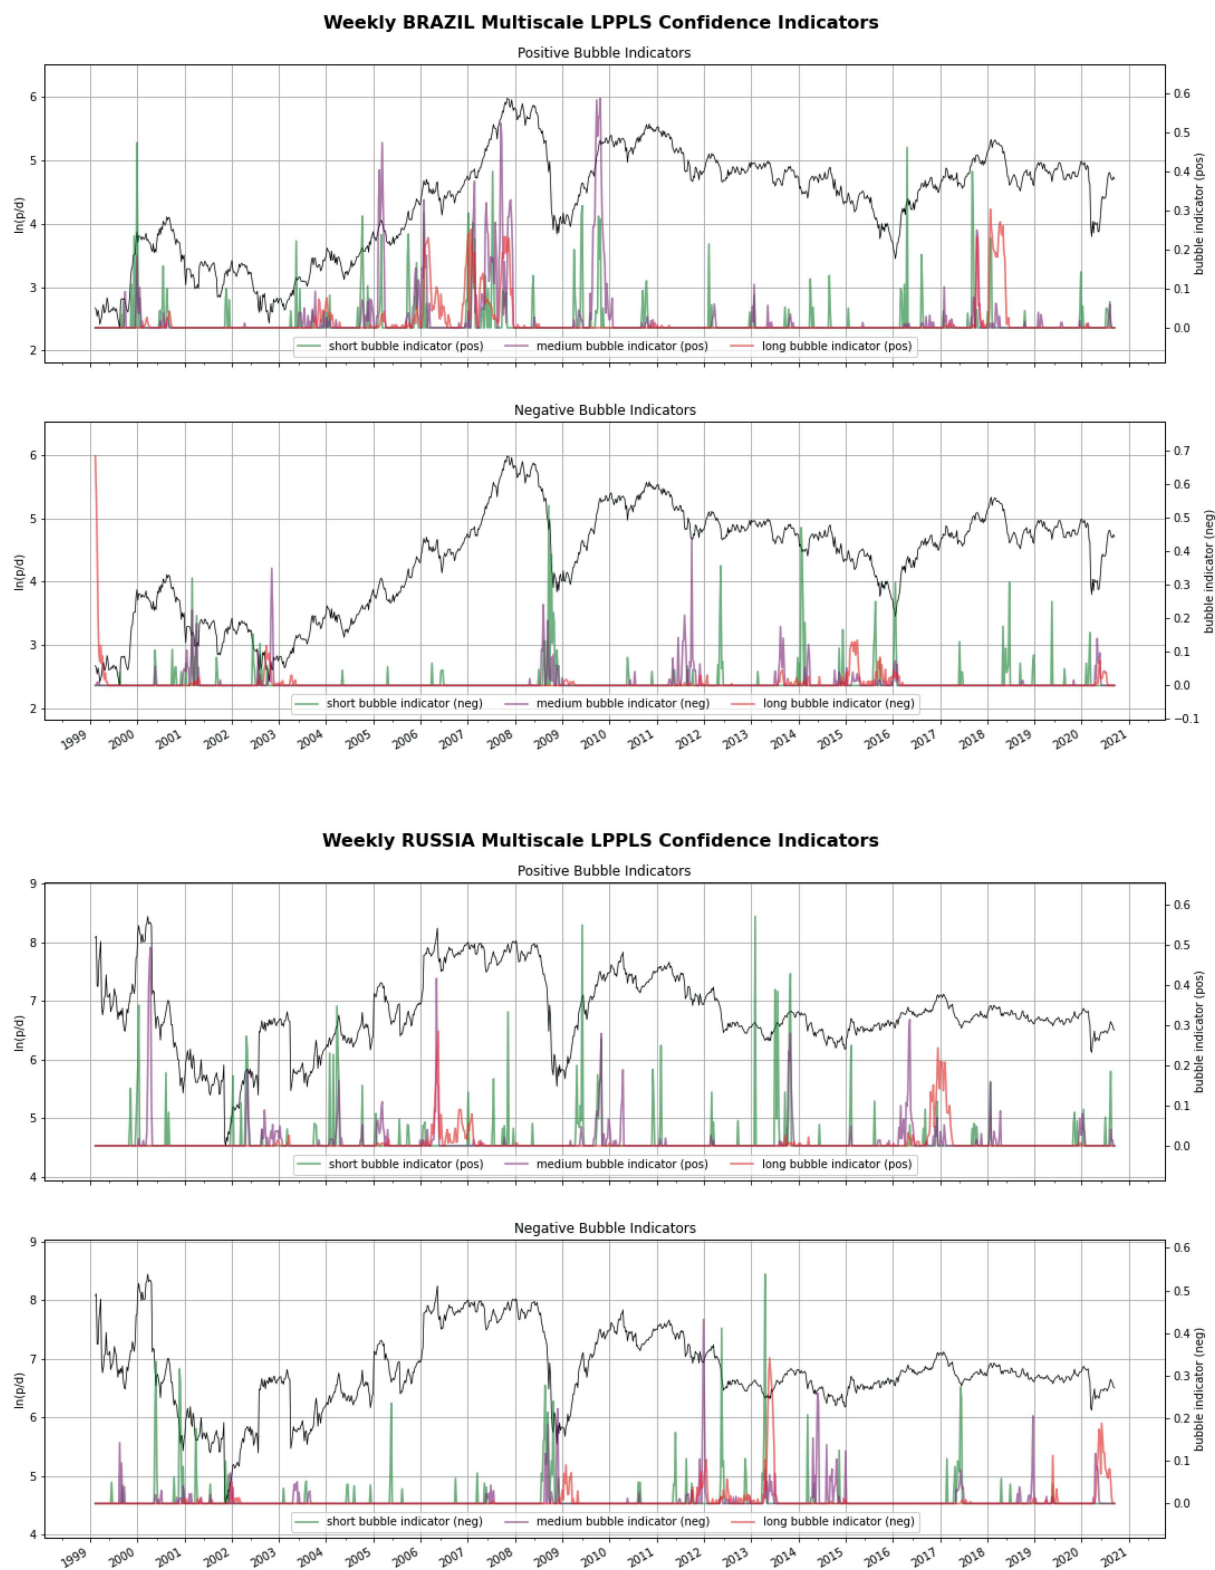 Weekly BRAZIL Multiscale LPPLS Confidence Indicators
Positive Bubble Indicators
6
5
4
3
2
ln(p/d)
0.6
0.5
0.4
0.3
0.2
0.1
0.0
bubble indicator (pos)
short bubble indicator (pos) medium bubble indicator (pos) long bubble indicator (pos)
Negative Bubble Indicators
6
5
4
3
2
ln(p/d)
0.7
0.6
0.5
0.4
0.3
0.2
0.1
0.0
−0.1
bubble indicator (neg)
short bubble indicator (neg) medium bubble indicator (neg) long bubble indicator (neg)
1999 2000 2001 2002 2003 2004 2005 2006 2007 2008 2009 2010 2011 2012 2013 2014 2015 2016 2017 2018 2019 2020 2021
Weekly RUSSIA Multiscale LPPLS Confidence Indicators
Positive Bubble Indicators
9
8
7
6
5
4
ln(p/d)
0.6
0.5
0.4
0.3
0.2
0.1
0.0
bubble indicator (pos)
short bubble indicator (pos) medium bubble indicator (pos) long bubble indicator (pos)
Negative Bubble Indicators
9
8
7
6
5
4
ln(p/d)
0.6
0.5
0.4
0.3
0.2
0.1
0.0
bubble indicator (neg)
short bubble indicator (neg) medium bubble indicator (neg) long bubble indicator (neg)
1999 2000 2001 2002 2003 2004 2005 2006 2007 2008 2009 2010 2011 2012 2013 2014 2015 2016 2017 2018 2019 2020 2021